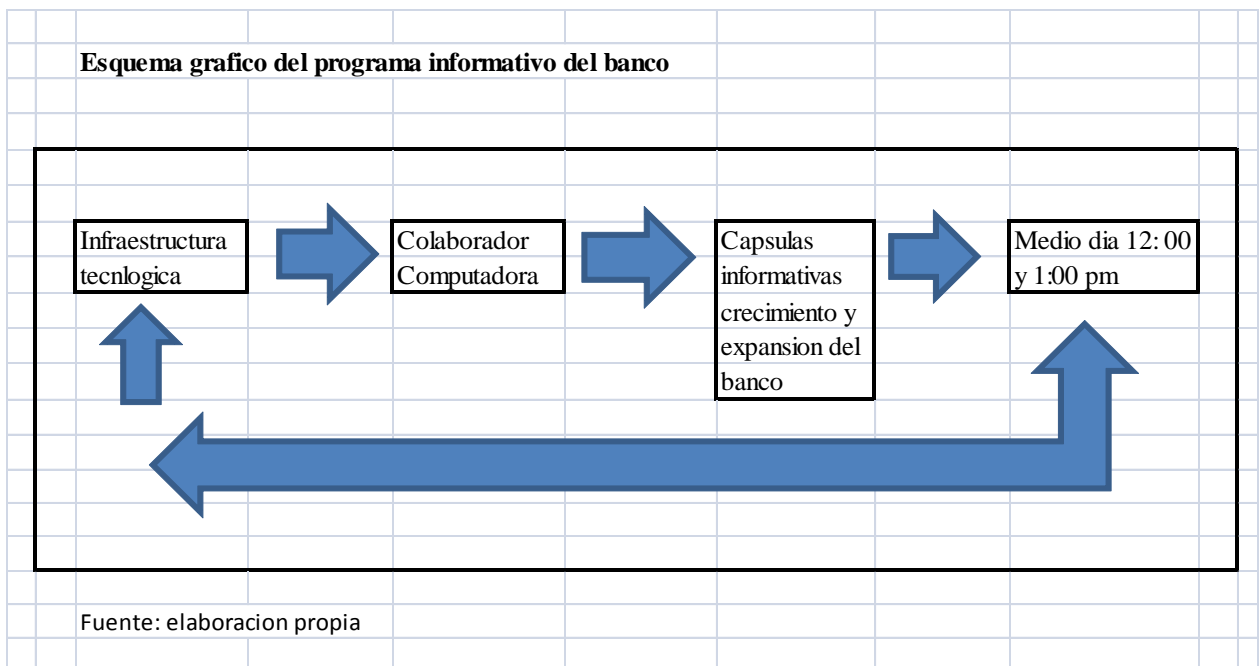 Esquema grafico del programa informativo del banco
Infraestructura
tecnlogica
Colaborador
Computadora
Capsulas
informativas
crecimiento y
expansion del
banco
Medio dia 12:00
y 1:00 pm
Fuente: elaboracion propia